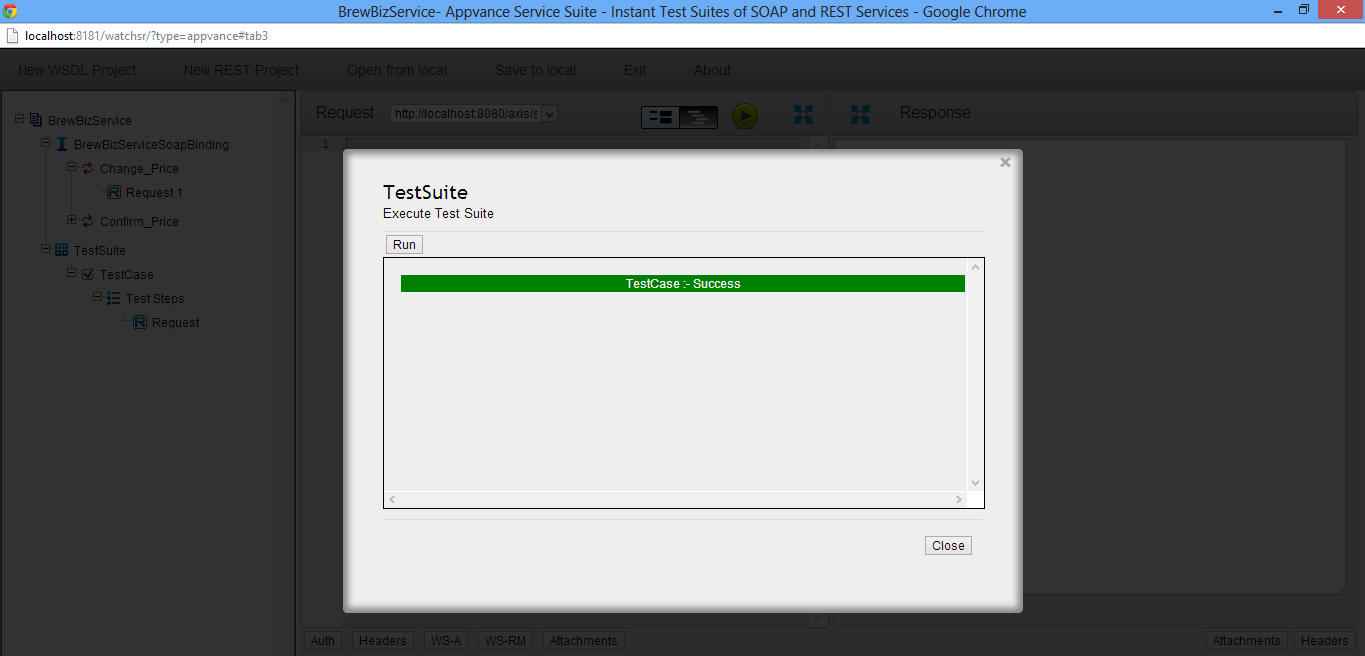 BrewBizService- Appvance Service Suite - Instant Test Suites of SOAP and REST Services - Google Chrome
localhost:8181/watchsr/?type=appvance#tab3
New WSDL Project New REST Project Open from local Save to local Exit About
BrewBizService
BrewBizServiceSoapBinding
Change_Price
Request 1
Confirm_Price
TestSuite
TestCase
Test Steps
Request
Request http://localhost:8080/axis/s
Response
1
TestSuite
Execute Test Suite
Run
TestCase :- Success
Close
Auth Headers WS-A WS-RM Attachments
Attachments Headers